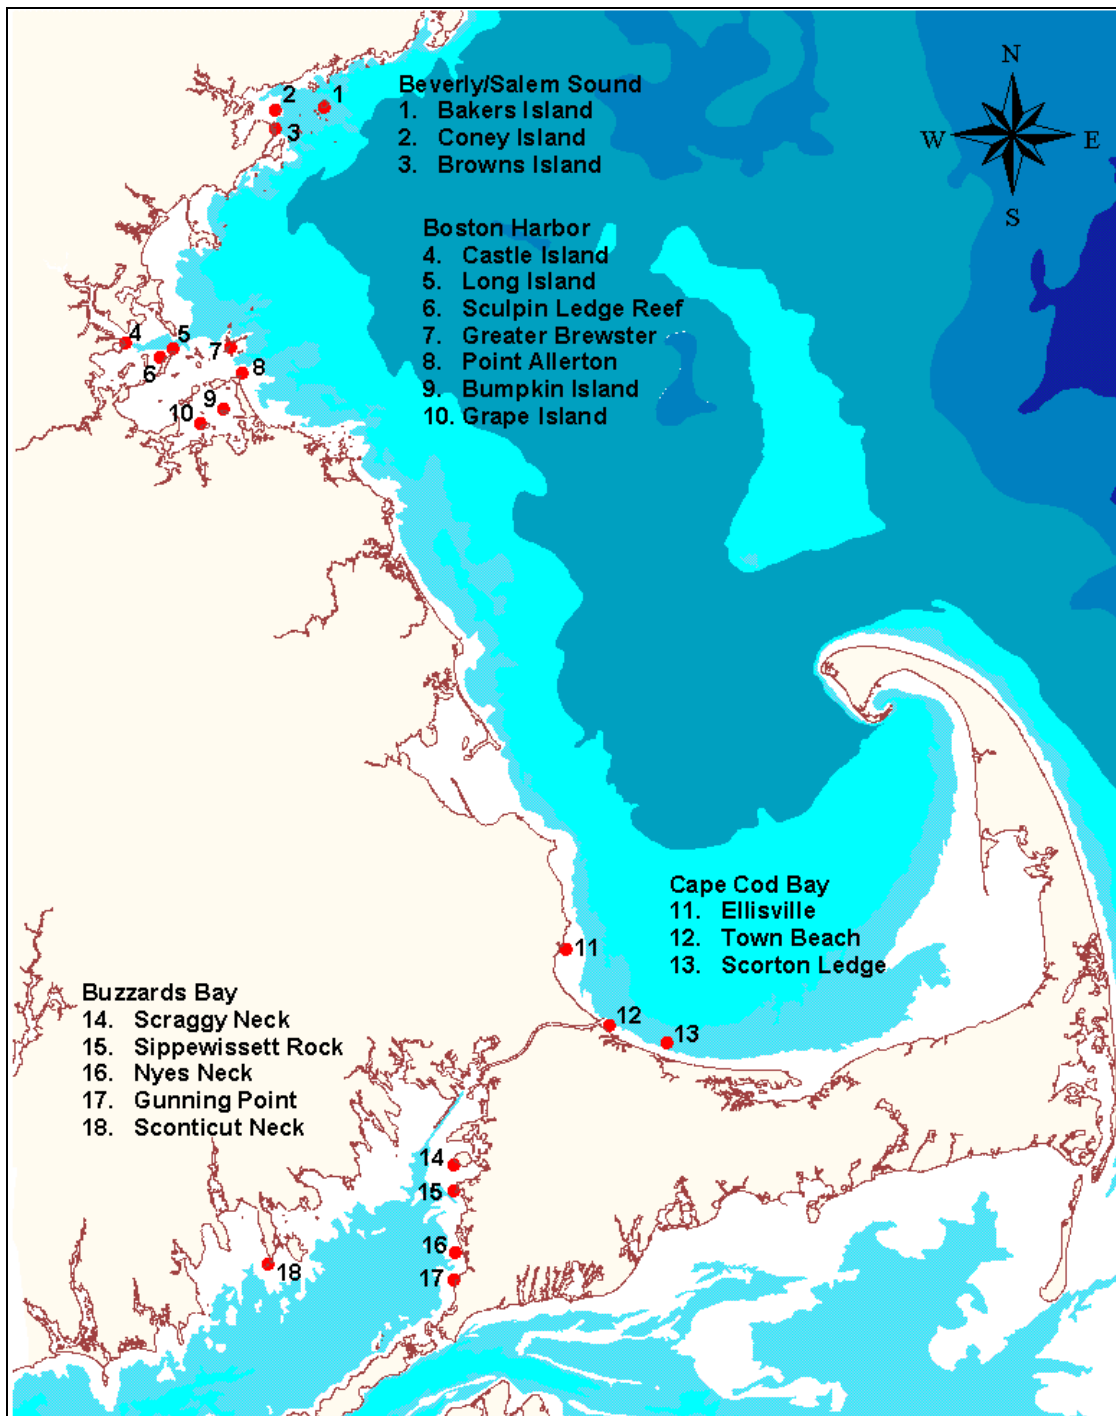 N
W
E
S
Beverly/Salem Sound
1. Bakers Island
2. Coney Island
3. Browns Island
2
1
3
Boston Harbor
4. Castle Island
5. Long Island
6. Sculpin Ledge Reef
7. Greater Brewster
8. Point Allerton
9. Bumpkin Island
10. Grape Island
4
5
6
7
8
9
10
Cape Cod Bay
11. Ellisville
12. Town Beach
13. Scorton Ledge
11
12
13
Buzzards Bay
14. Scraggy Neck
15. Sippewissett Rock
16. Nyes Neck
17. Gunning Point
18. Sconticut Neck
14
15
16
17
18